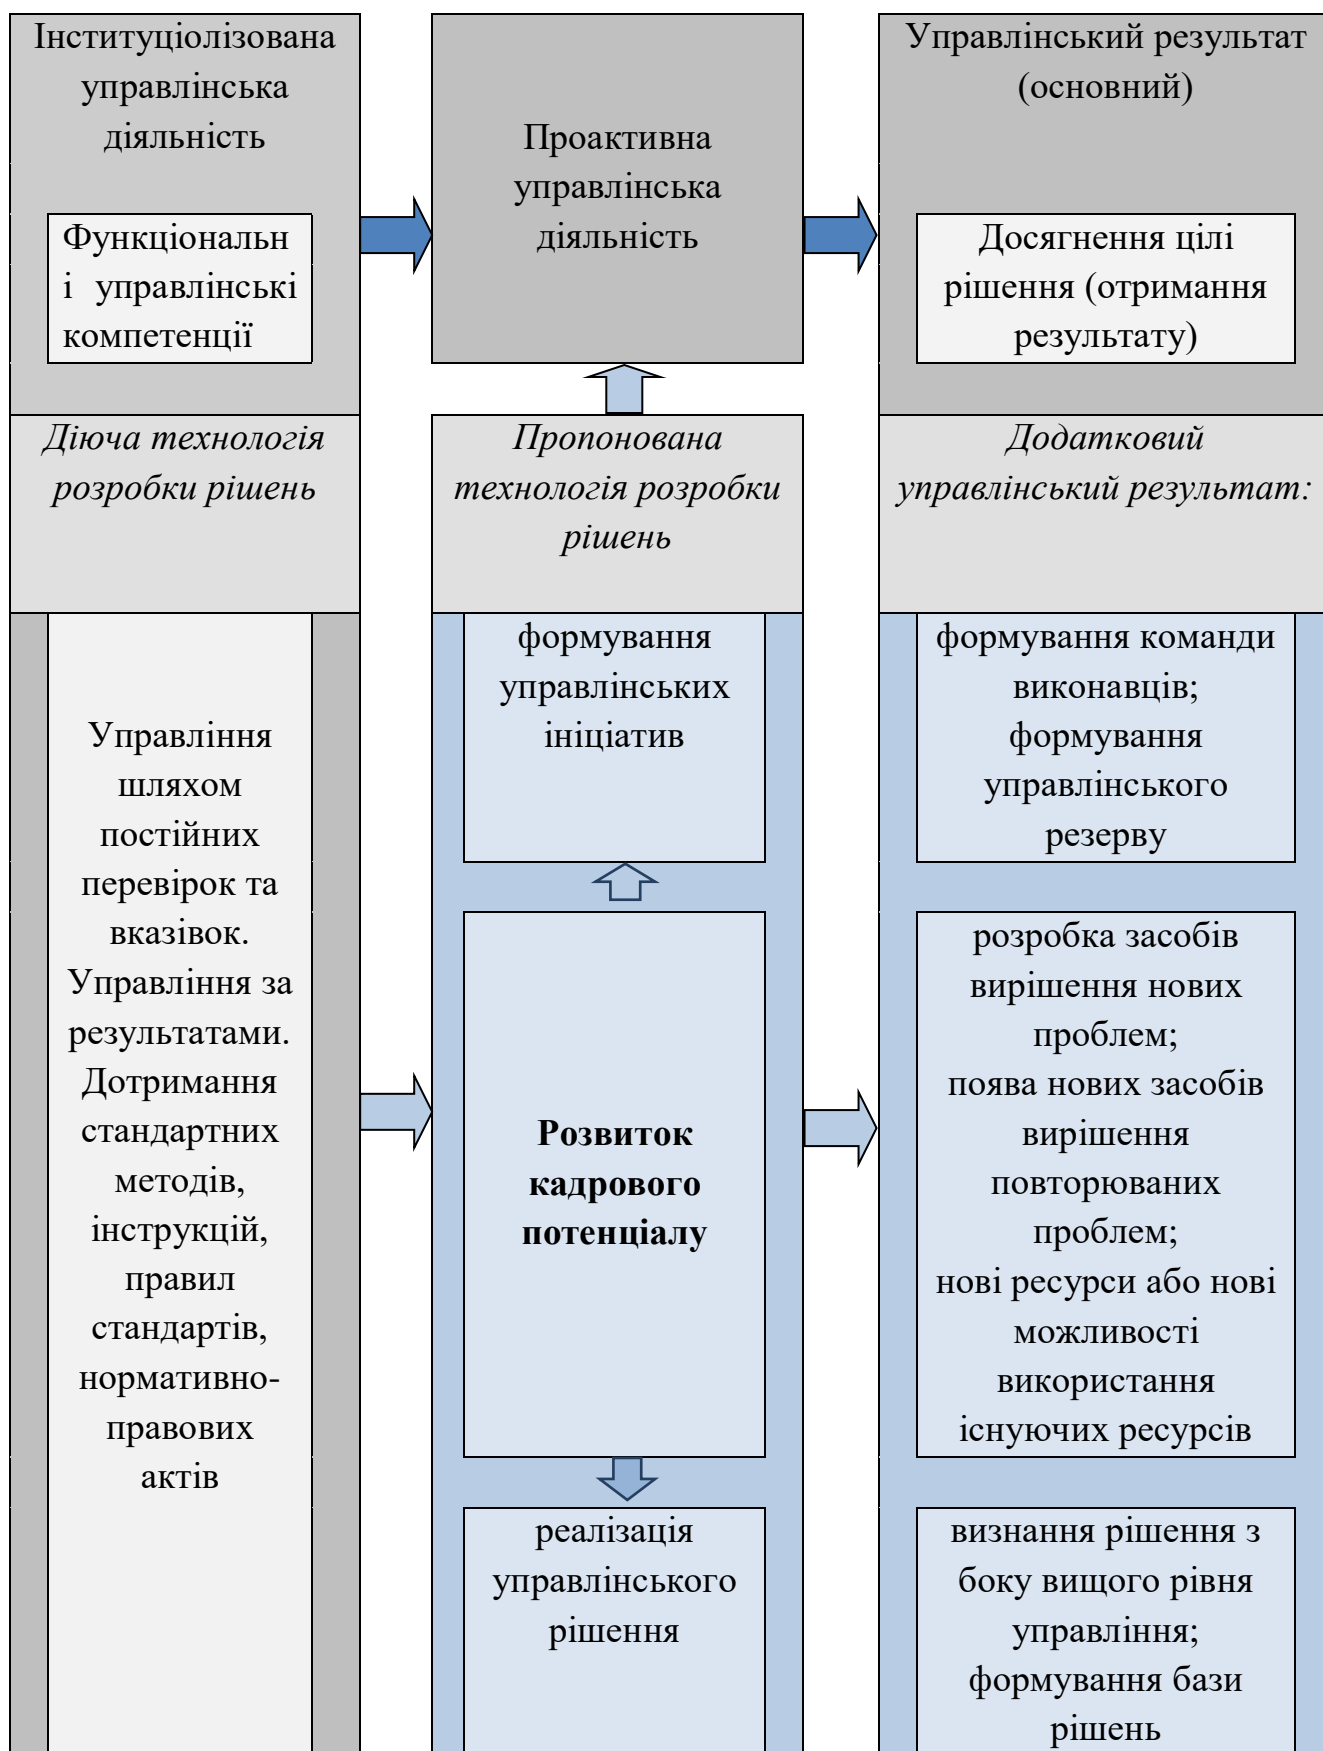 Інституціолізована
управлінська
діяльність
Функціональн
і управлінські
компетенції
Проактивна
управлінська
діяльність
Управлінський результат
(основний)
Досягнення цілі
рішення (отримання
результату)
Діюча технологія
розробки рішень
Пропонована
технологія розробки
рішень
Додатковий
управлінський результат:
Управління
шляхом
постійних
перевірок та
вказівок.
Управління за
результатами.
Дотримання
стандартних
методів,
інструкцій,
правил
стандартів,
нормативно-
правових
актів
формування
управлінських
ініціатив
Розвиток
кадрового
потенціалу
реалізація
управлінського
рішення
формування команди
виконавців;
формування
управлінського
резерву
розробка засобів
вирішення нових
проблем;
поява нових засобів
вирішення
повторюваних
проблем;
нові ресурси або нові
можливості
використання
існуючих ресурсів
визнання рішення з
боку вищого рівня
управління;
формування бази
рішень